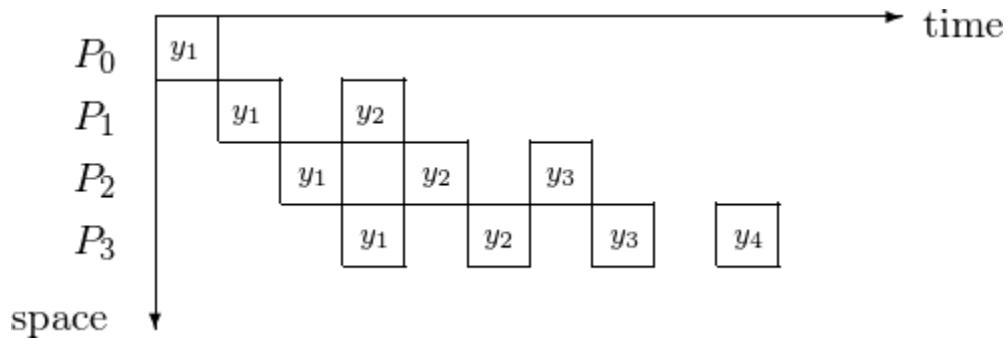 time
P₀ y₁
P₁ y₁ y₂
P₂ y₁ y₂ y₃
P₃ y₁ y₂ y₃ y₄
space